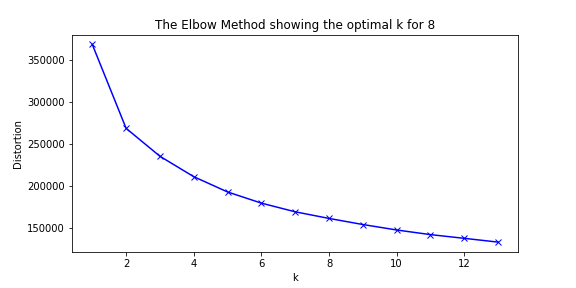 The Elbow Method showing the optimal k for 8
350000
300000
250000
200000
150000
Distortion
2 4 6 8 10 12
k